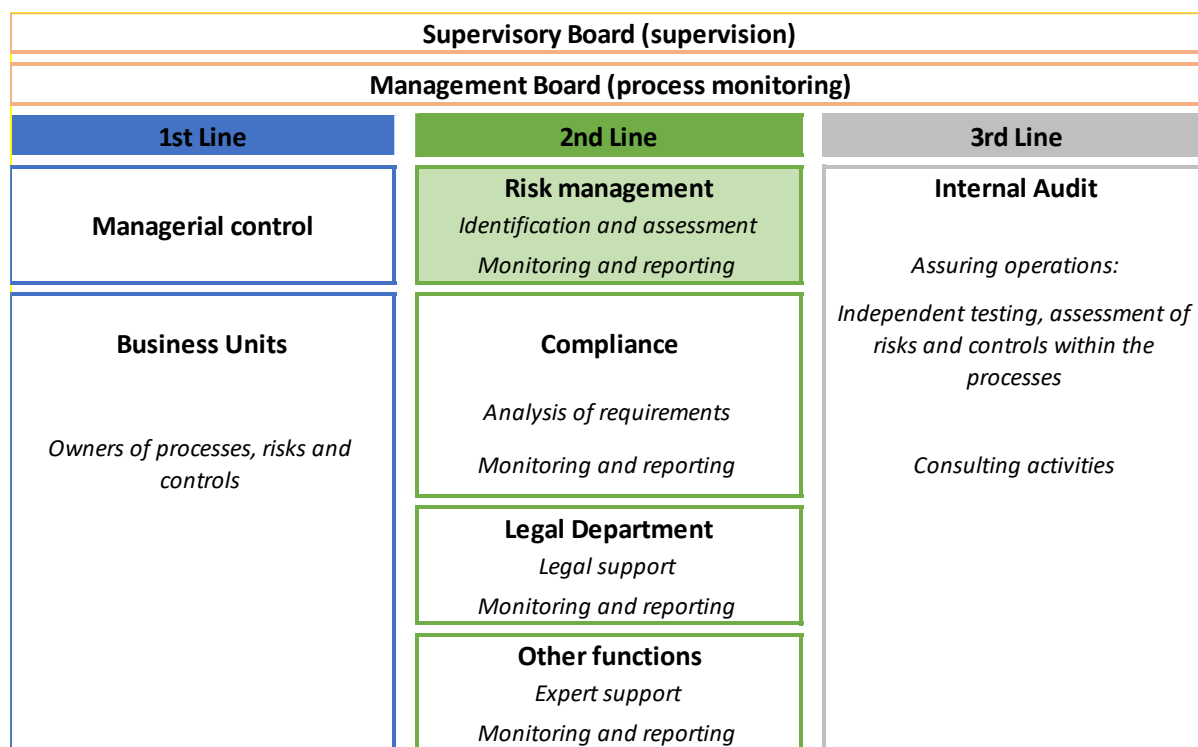 Supervisory Board (supervision)
Management Board (process monitoring)
1st Line
2nd Line
3rd Line
Managerial control
Business Units
Owners of processes, risks and
controls
Risk management
Identification and assessment
Monitoring and reporting
Compliance
Analysis of requirements
Monitoring and reporting
Legal Department
Legal support
Monitoring and reporting
Other functions
Expert support
Monitoring and reporting
Internal Audit
Assuring operations:
Independent testing, assessment of
risks and controls within the
processes
Consulting activities